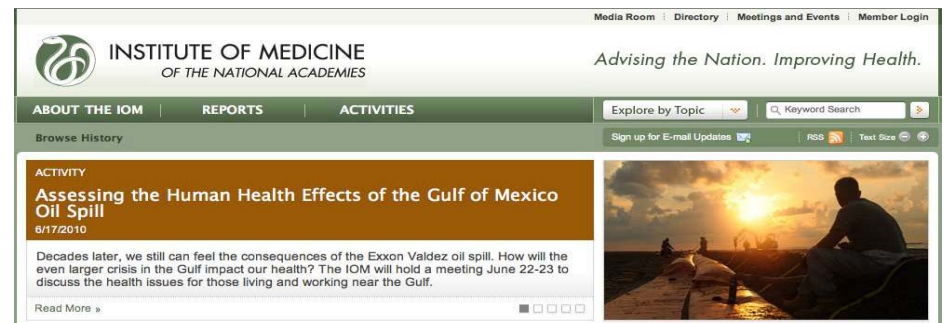 Media Room Directory Meetings and Events Member Login
INSTITUTE OF MEDICINE
OF THE NATIONAL ACADEMIES
Advising the Nation. Improving Health.
ABOUT THE IOM REPORTS ACTIVITIES
Explore by Topic
Keyword Search
Browse History
Sign up for E-mail Updates RSS Text Size
ACTIVITY
Assessing the Human Health Effects of the Gulf of Mexico
Oil Spill
6/17/2010
Decades later, we still can feel the consequences of the Exxon Valdez oil spill. How will the
even larger crisis in the Gulf impact our health? The IOM will hold a meeting June 22-23 to
discuss the health issues for those living and working near the Gulf.
Read More »